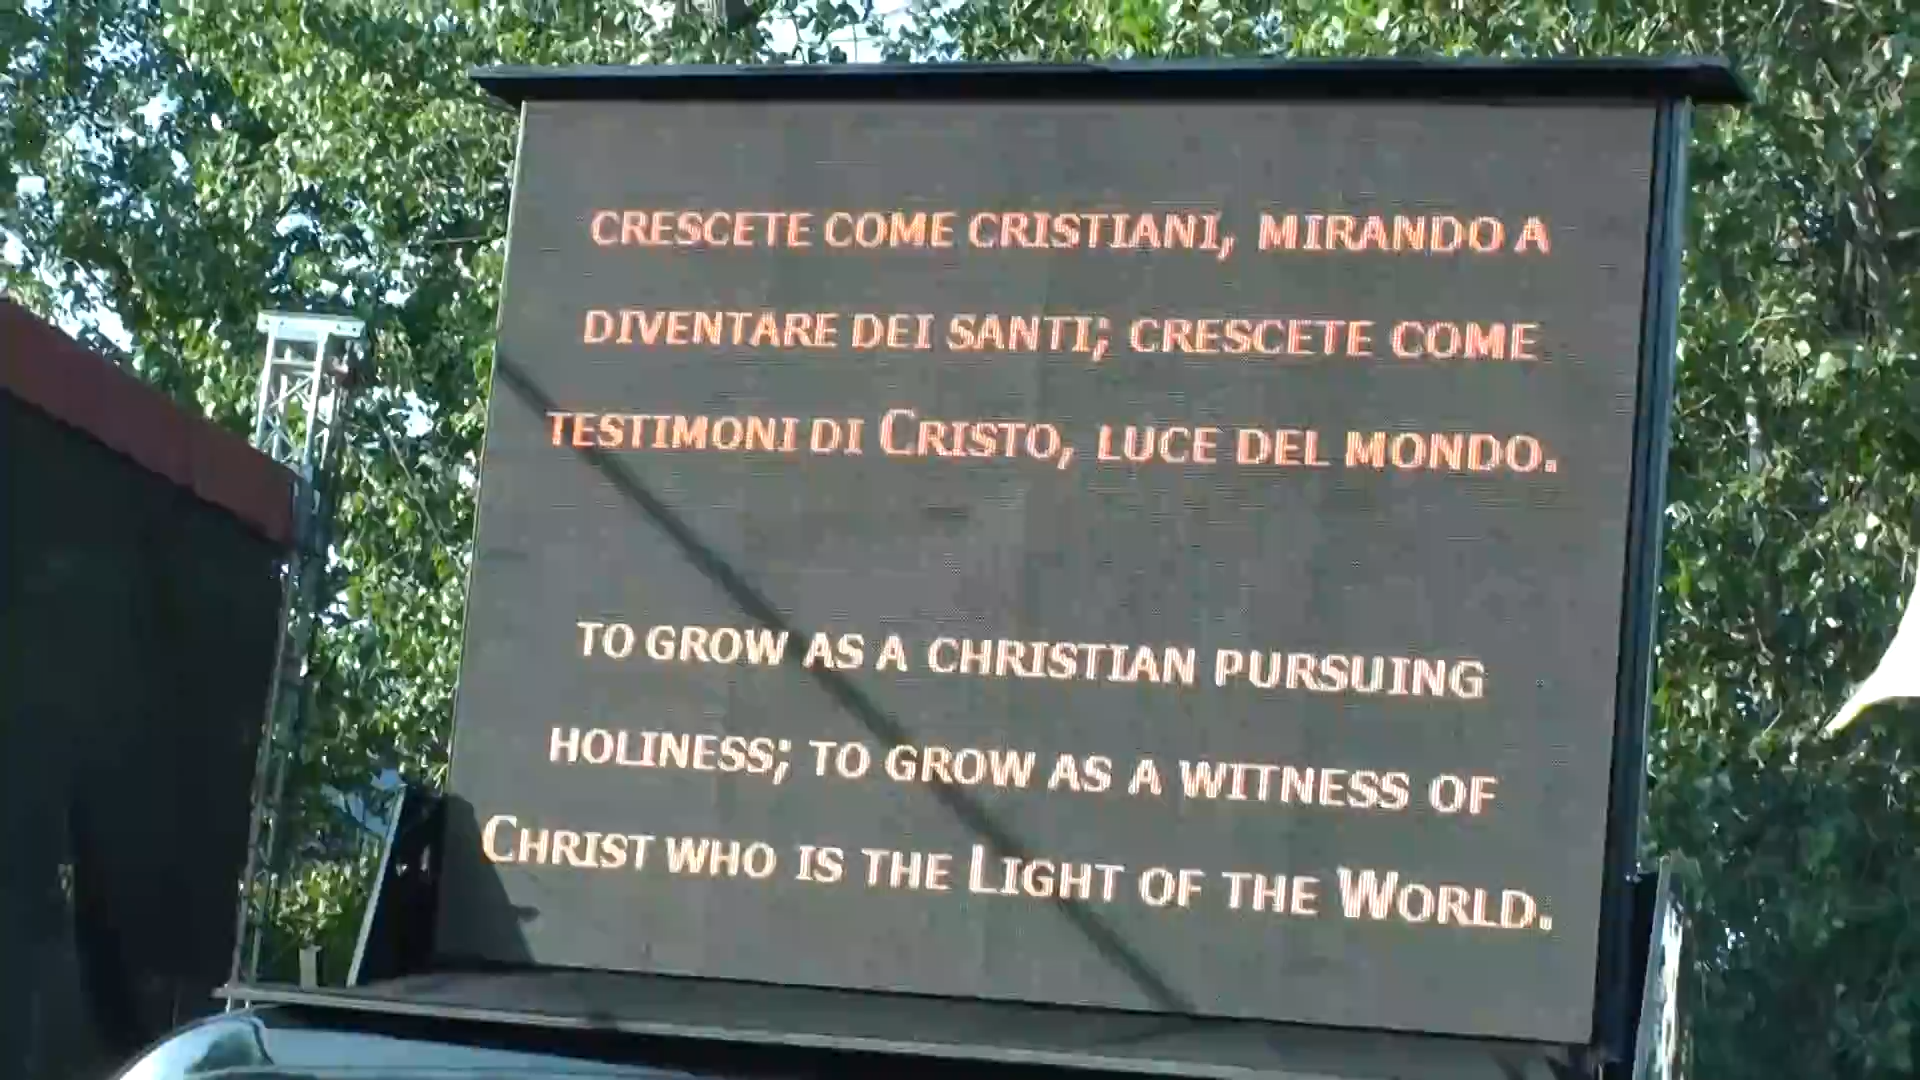 CRESCETE COME CRISTIANI, MIRANDO A
DIVENTARE DEI SANTI; CRESCETE COME
TESTIMONI DI CRISTO, LUCE DEL MONDO.
TO GROW AS A CHRISTIAN PURSUING
HOLINESS; TO GROW AS A WITNESS OF
CHRIST WHO IS THE LIGHT OF THE WORLD.